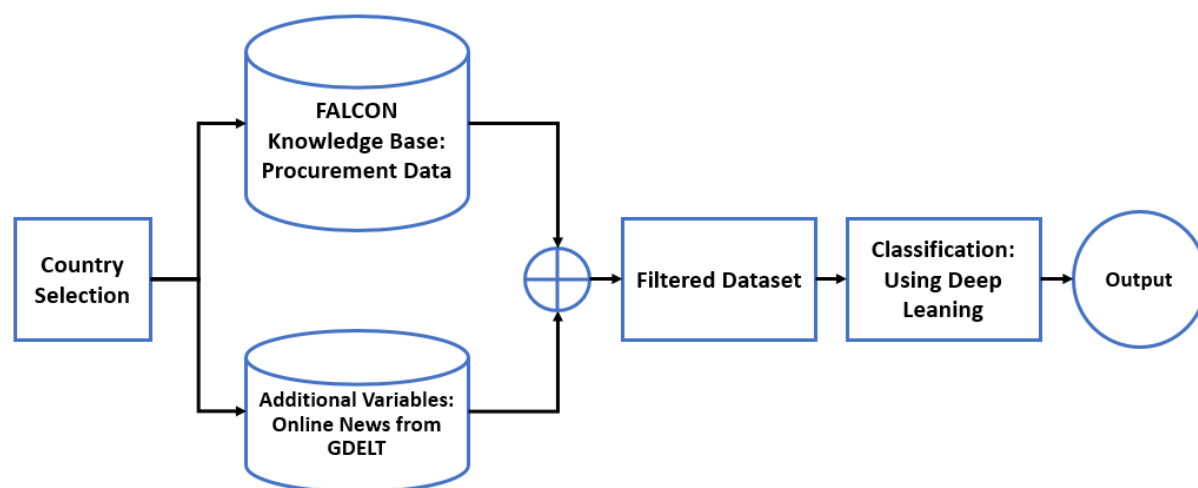 FALCON
Knowledge Base:
Procurement Data
Country
Selection
Additional Variables:
Online News from
GDELT
Filtered Dataset
Classification:
Using Deep
Leaning
Output